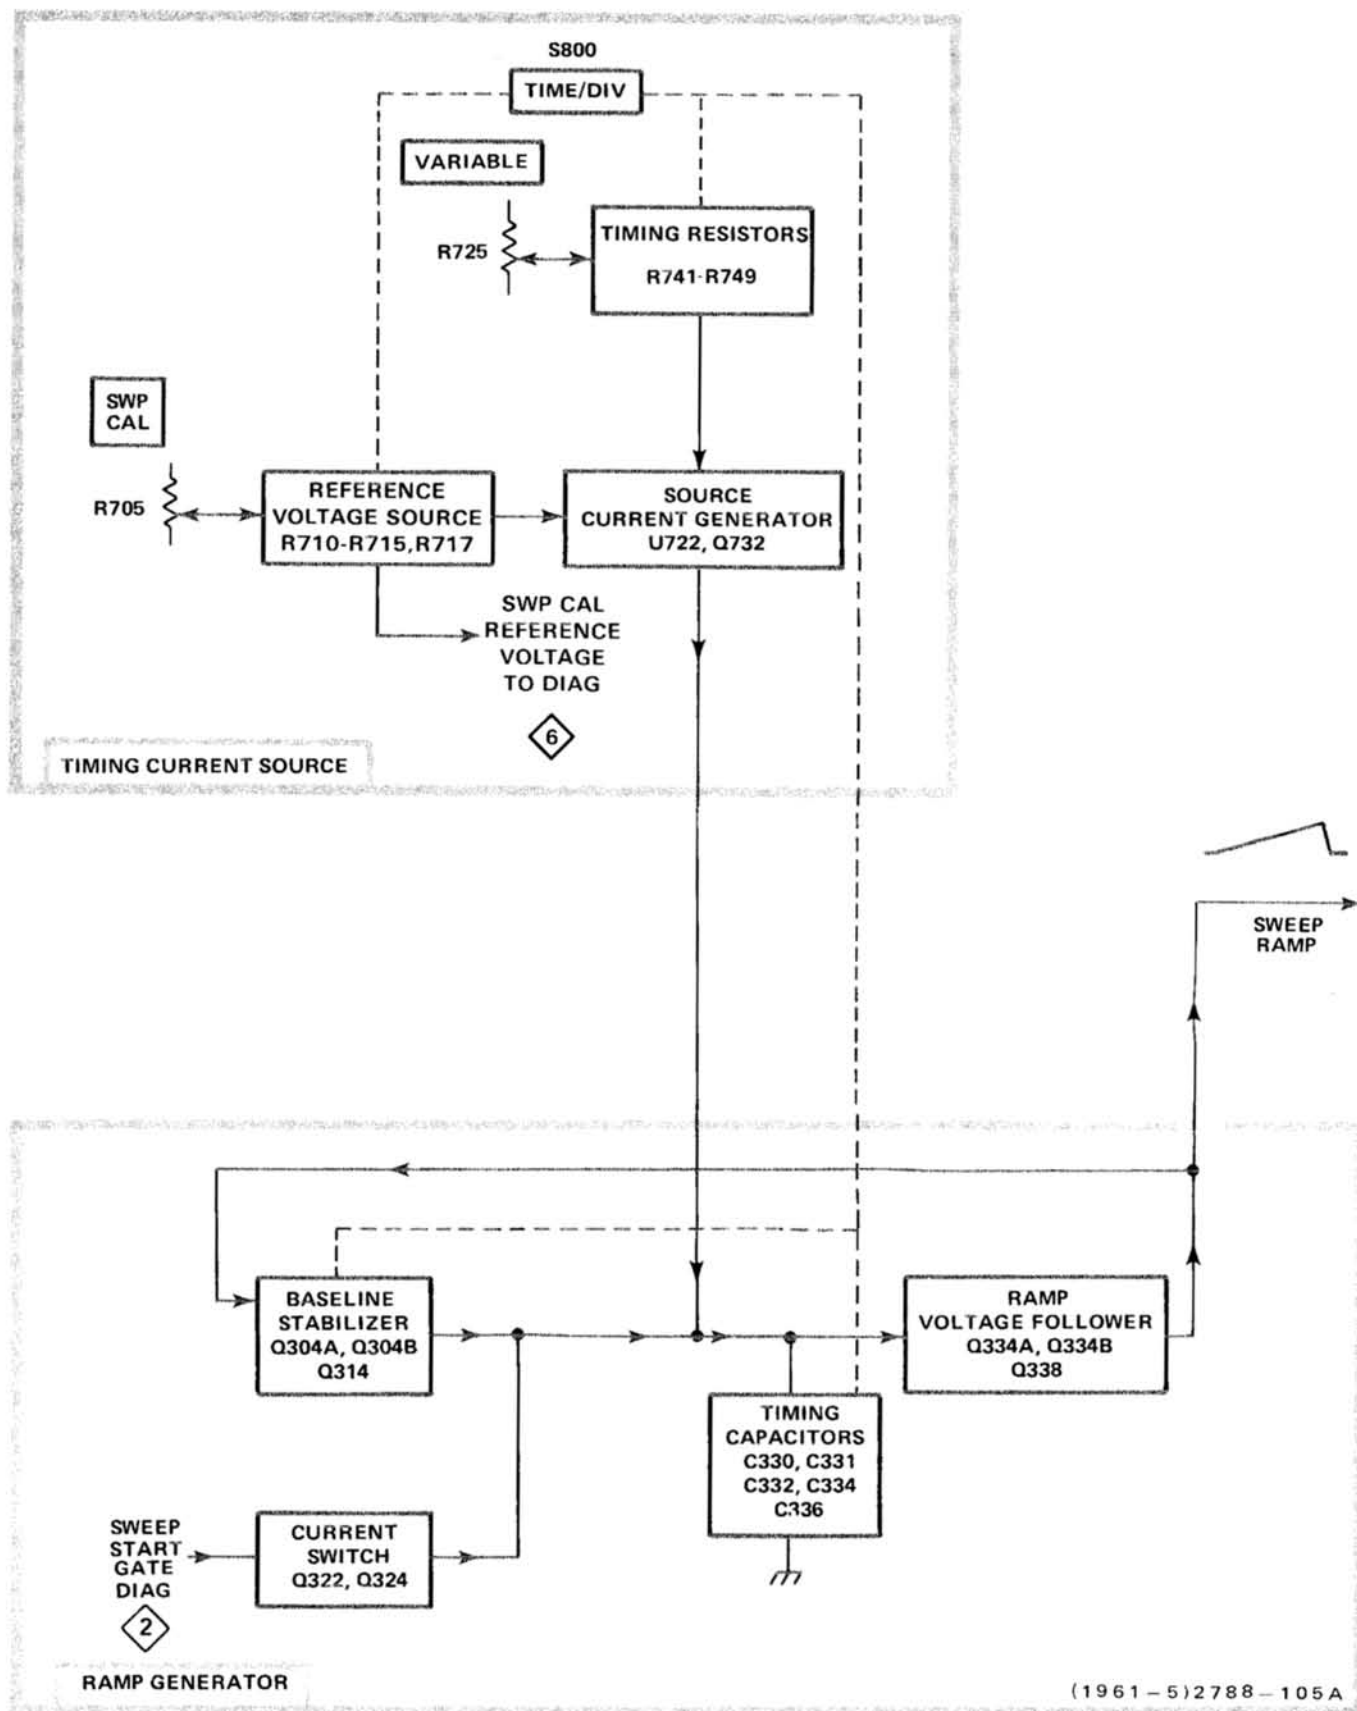 S800
TIME/DIV
VARIABLE
R725
TIMING RESISTORS
R741-R749
SWP
CAL
R705
REFERENCE
VOLTAGE SOURCE
R710-R715, R717
SOURCE
CURRENT GENERATOR
U722, Q732
SWP CAL
REFERENCE
VOLTAGE
TO DIAG
6
TIMING CURRENT SOURCE
SWEEP
RAMP
BASELINE
STABILIZER
Q304A, Q304B
Q314
RAMP
VOLTAGE FOLLOWER
Q334A, Q334B
Q338
TIMING
CAPACITORS
C330, C331
C332, C334
C336
SWEEP
START
GATE
DIAG
2
CURRENT
SWITCH
Q322, Q324
RAMP GENERATOR
(1961-5)2788-105A